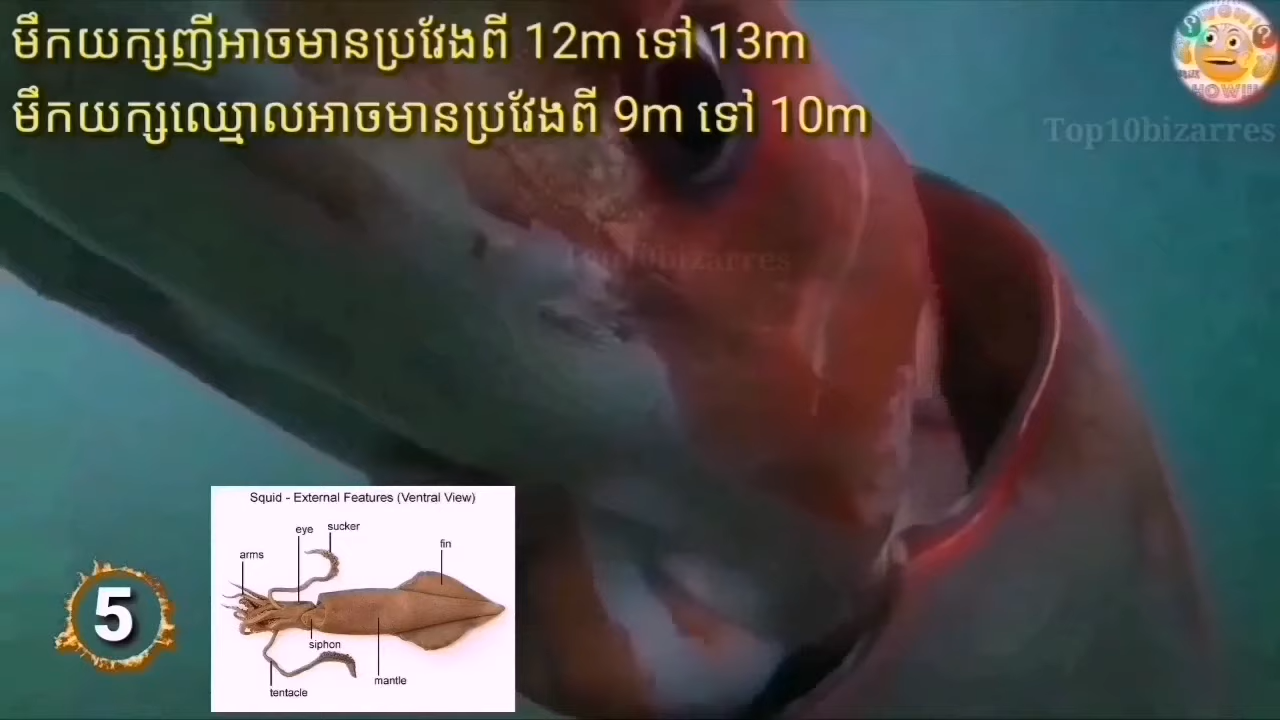 មឹកយក្សញីអាចមានប្រវែងពី 12m ទៅ 13m
មឹកយក្សឈ្មោលអាចមានប្រវែងពី 9m ទៅ 10m
Top10bizarres
Top10bizarres
Squid - External Features (Ventral View)
eye
sucker
arms
fin
siphon
mantle
tentacle
5